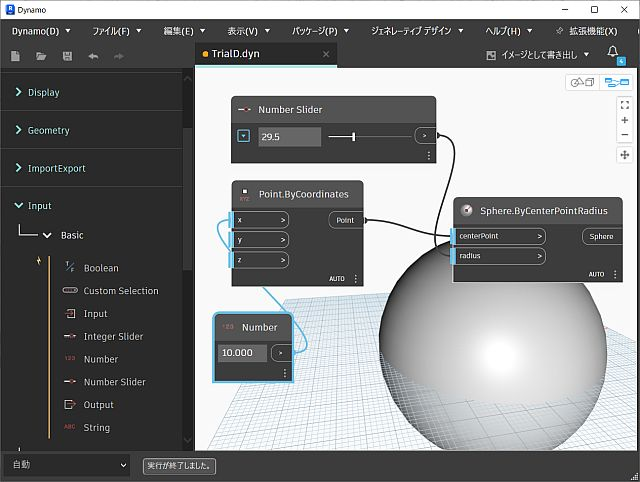 Dynamo
Dynamo(D) ファイル(F) 編集(E) 表示(V) パッケージ(P) ジェネレーティブ デザイン ヘルプ(H) 拡張機能(X)
TrialD.dyn
イメージとして書き出し
4
Display
Geometry
ImportExport
Input
Basic
Boolean
Custom Selection
Input
Integer Slider
123 Number
Number Slider
Output
ABC String
Number Slider
29.5
>
XYZ Point.ByCoordinates
x > Point
y >
z >
AUTO
Sphere.ByCenterPointRadius
centerPoint > Sphere
radius >
AUTO
123 Number
10.000 >
自動
実行が終了しました。